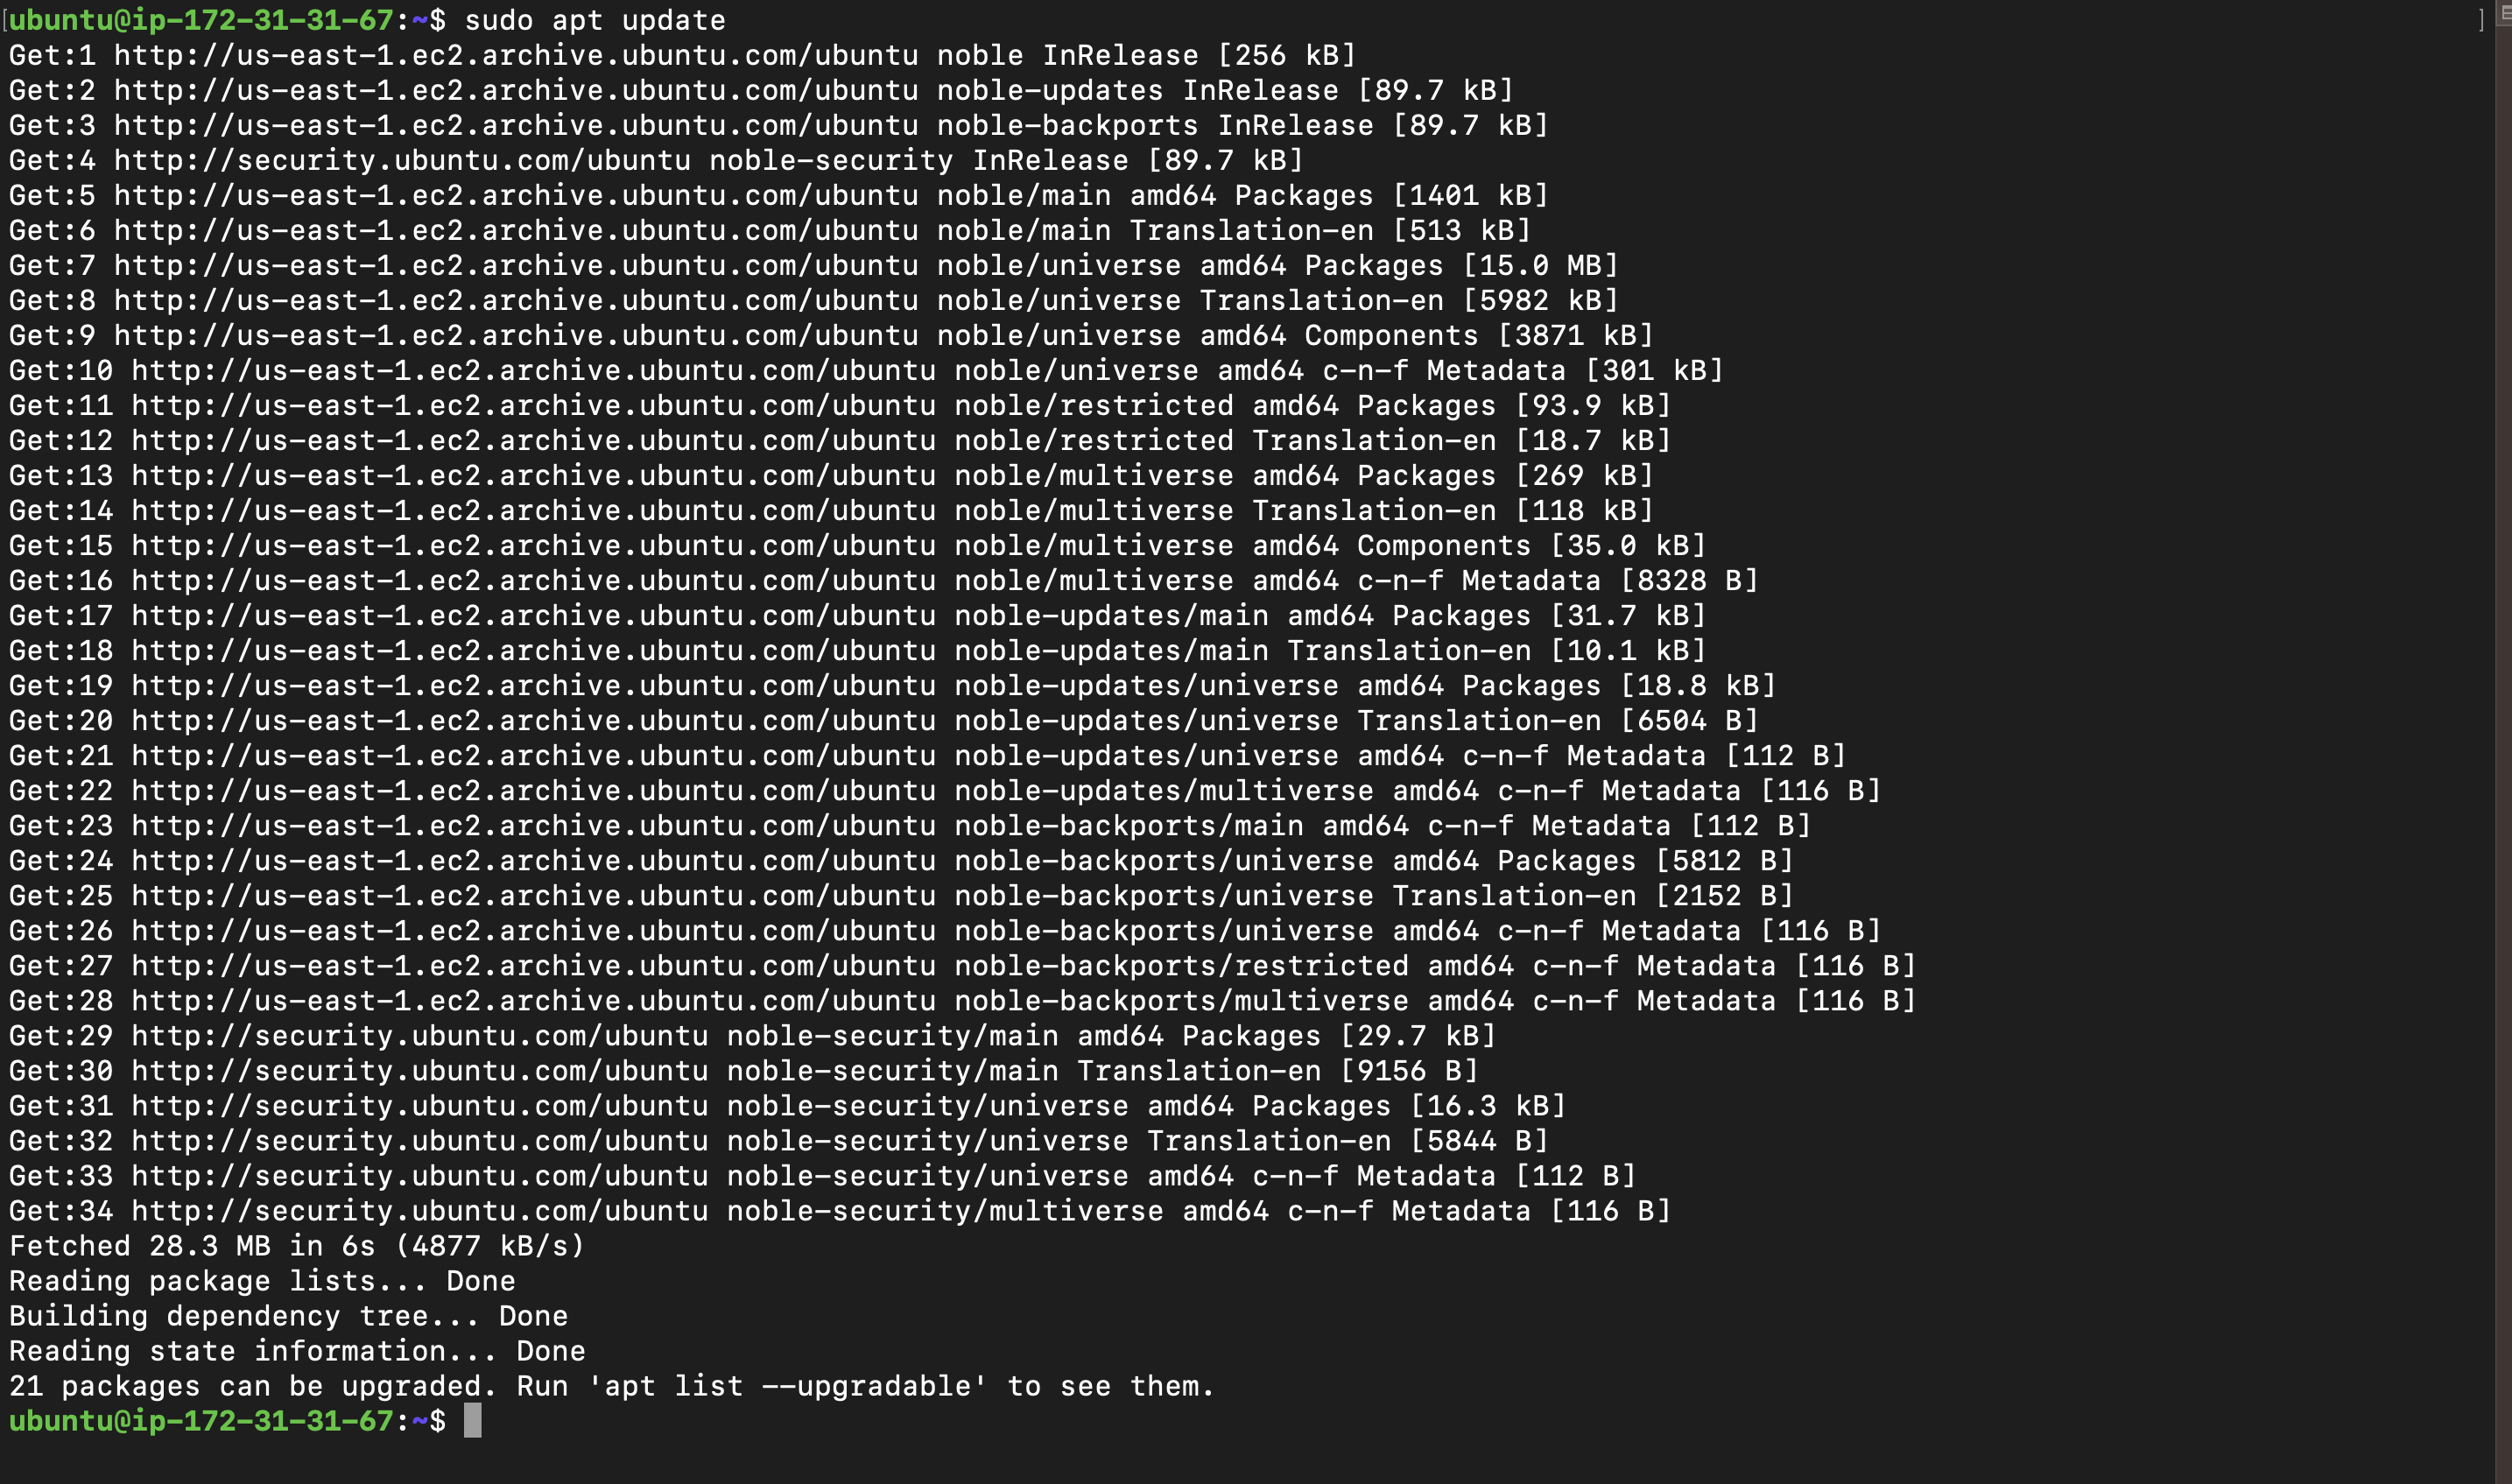 [ubuntu@ip-172-31-31-67:~$ sudo apt update ]
Get:1 http://us-east-1.ec2.archive.ubuntu.com/ubuntu noble InRelease [256 kB]
Get:2 http://us-east-1.ec2.archive.ubuntu.com/ubuntu noble-updates InRelease [89.7 kB]
Get:3 http://us-east-1.ec2.archive.ubuntu.com/ubuntu noble-backports InRelease [89.7 kB]
Get:4 http://security.ubuntu.com/ubuntu noble-security InRelease [89.7 kB]
Get:5 http://us-east-1.ec2.archive.ubuntu.com/ubuntu noble/main amd64 Packages [1401 kB]
Get:6 http://us-east-1.ec2.archive.ubuntu.com/ubuntu noble/main Translation-en [513 kB]
Get:7 http://us-east-1.ec2.archive.ubuntu.com/ubuntu noble/universe amd64 Packages [15.0 MB]
Get:8 http://us-east-1.ec2.archive.ubuntu.com/ubuntu noble/universe Translation-en [5982 kB]
Get:9 http://us-east-1.ec2.archive.ubuntu.com/ubuntu noble/universe amd64 Components [3871 kB]
Get:10 http://us-east-1.ec2.archive.ubuntu.com/ubuntu noble/universe amd64 c-n-f Metadata [301 kB]
Get:11 http://us-east-1.ec2.archive.ubuntu.com/ubuntu noble/restricted amd64 Packages [93.9 kB]
Get:12 http://us-east-1.ec2.archive.ubuntu.com/ubuntu noble/restricted Translation-en [18.7 kB]
Get:13 http://us-east-1.ec2.archive.ubuntu.com/ubuntu noble/multiverse amd64 Packages [269 kB]
Get:14 http://us-east-1.ec2.archive.ubuntu.com/ubuntu noble/multiverse Translation-en [118 kB]
Get:15 http://us-east-1.ec2.archive.ubuntu.com/ubuntu noble/multiverse amd64 Components [35.0 kB]
Get:16 http://us-east-1.ec2.archive.ubuntu.com/ubuntu noble/multiverse amd64 c-n-f Metadata [8328 B]
Get:17 http://us-east-1.ec2.archive.ubuntu.com/ubuntu noble-updates/main amd64 Packages [31.7 kB]
Get:18 http://us-east-1.ec2.archive.ubuntu.com/ubuntu noble-updates/main Translation-en [10.1 kB]
Get:19 http://us-east-1.ec2.archive.ubuntu.com/ubuntu noble-updates/universe amd64 Packages [18.8 kB]
Get:20 http://us-east-1.ec2.archive.ubuntu.com/ubuntu noble-updates/universe Translation-en [6504 B]
Get:21 http://us-east-1.ec2.archive.ubuntu.com/ubuntu noble-updates/universe amd64 c-n-f Metadata [112 B]
Get:22 http://us-east-1.ec2.archive.ubuntu.com/ubuntu noble-updates/multiverse amd64 c-n-f Metadata [116 B]
Get:23 http://us-east-1.ec2.archive.ubuntu.com/ubuntu noble-backports/main amd64 c-n-f Metadata [112 B]
Get:24 http://us-east-1.ec2.archive.ubuntu.com/ubuntu noble-backports/universe amd64 Packages [5812 B]
Get:25 http://us-east-1.ec2.archive.ubuntu.com/ubuntu noble-backports/universe Translation-en [2152 B]
Get:26 http://us-east-1.ec2.archive.ubuntu.com/ubuntu noble-backports/universe amd64 c-n-f Metadata [116 B]
Get:27 http://us-east-1.ec2.archive.ubuntu.com/ubuntu noble-backports/restricted amd64 c-n-f Metadata [116 B]
Get:28 http://us-east-1.ec2.archive.ubuntu.com/ubuntu noble-backports/multiverse amd64 c-n-f Metadata [116 B]
Get:29 http://security.ubuntu.com/ubuntu noble-security/main amd64 Packages [29.7 kB]
Get:30 http://security.ubuntu.com/ubuntu noble-security/main Translation-en [9156 B]
Get:31 http://security.ubuntu.com/ubuntu noble-security/universe amd64 Packages [16.3 kB]
Get:32 http://security.ubuntu.com/ubuntu noble-security/universe Translation-en [5844 B]
Get:33 http://security.ubuntu.com/ubuntu noble-security/universe amd64 c-n-f Metadata [112 B]
Get:34 http://security.ubuntu.com/ubuntu noble-security/multiverse amd64 c-n-f Metadata [116 B]
Fetched 28.3 MB in 6s (4877 kB/s)
Reading package lists... Done
Building dependency tree... Done
Reading state information... Done
21 packages can be upgraded. Run 'apt list --upgradable' to see them.
ubuntu@ip-172-31-31-67:~$